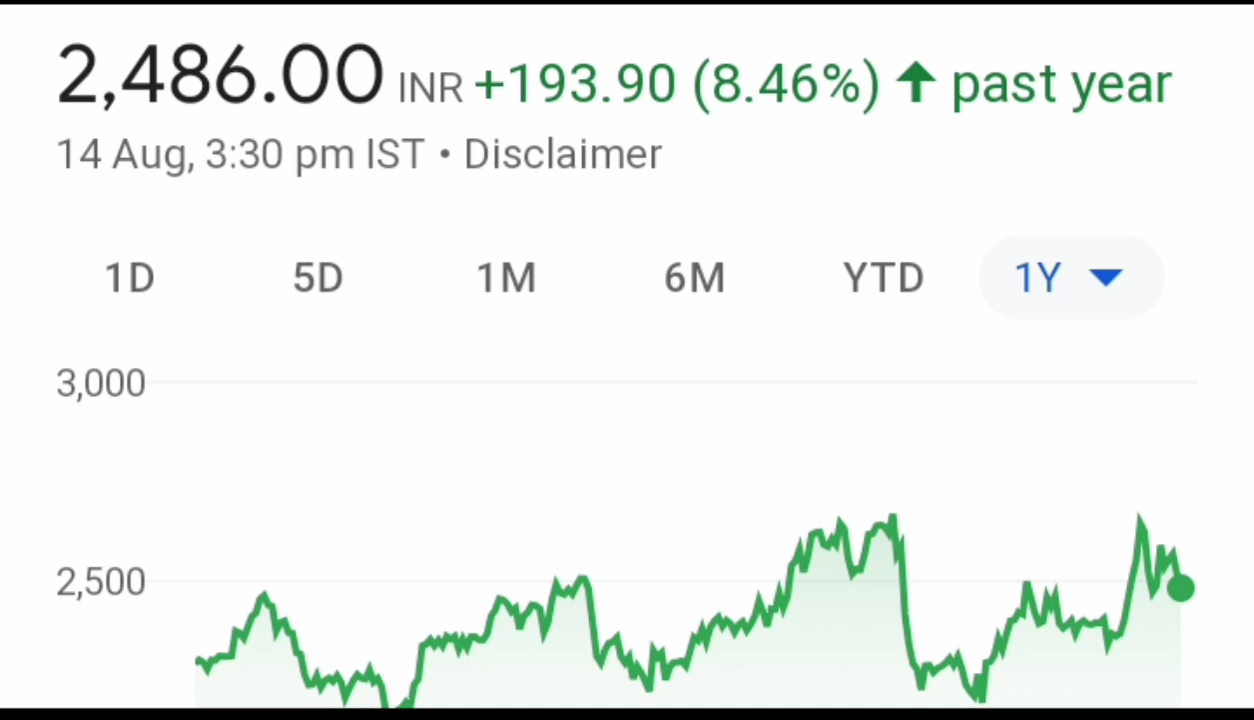 2,486.00 INR +193.90 (8.46%) ↑ past year
14 Aug, 3:30 pm IST • Disclaimer
1D 5D 1M 6M YTD 1Y
3,000
2,500